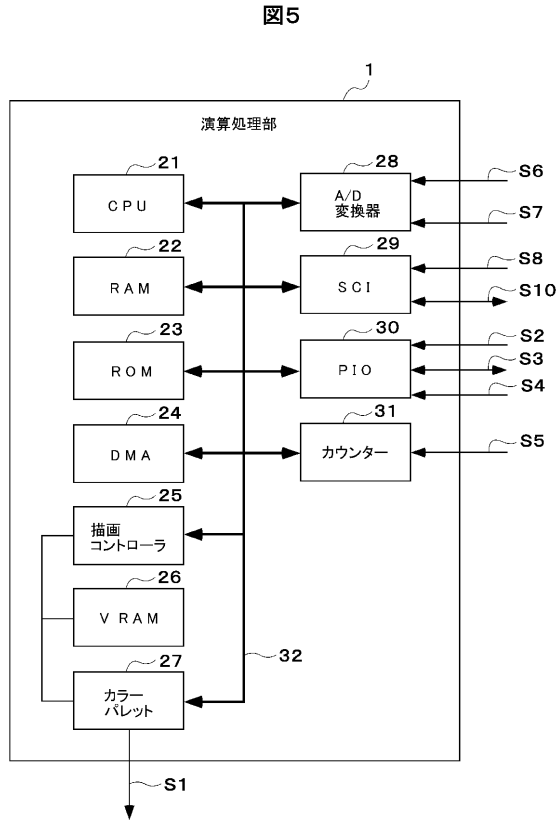 図5
1
演算処理部
21
CPU
28
A/D
変換器
S6
S7
22
RAM
29
SCI
S8
S10
23
ROM
30
PIO
S2
S3
S4
24
DMA
31
カウンター
S5
25
描画
コントローラ
26
V RAM
27
カラー
パレット
32
S1